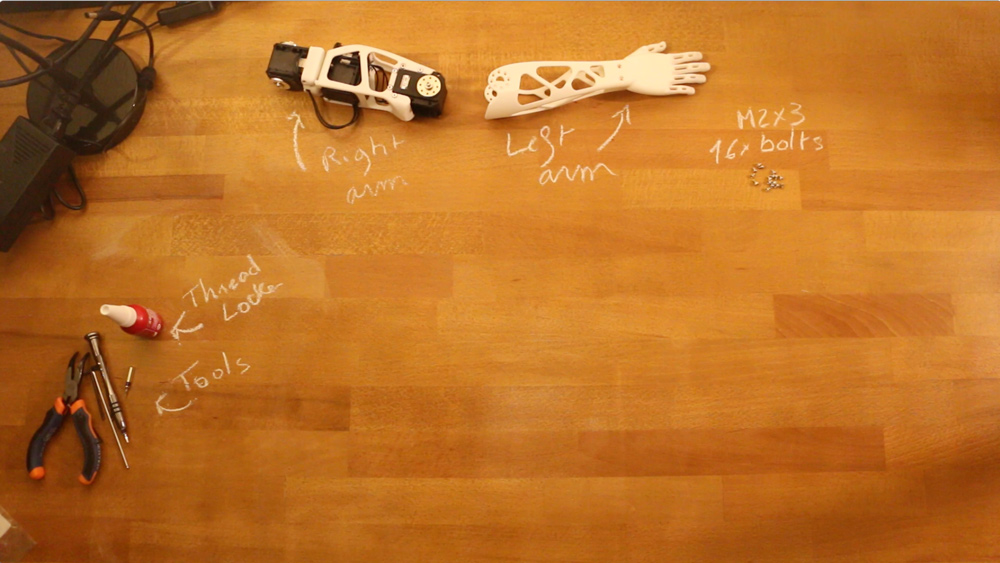 Right
arm
Left
arm
M2x3
16x bolts
Thread
Locker
Tools